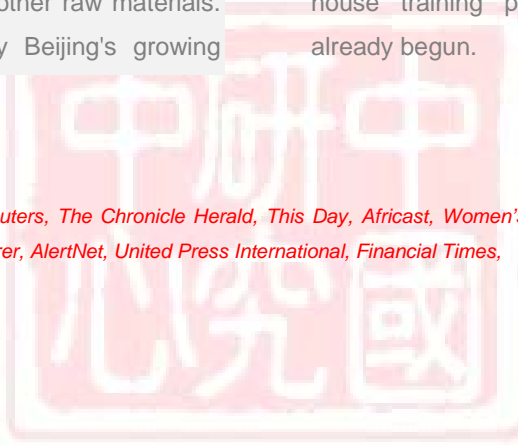 other raw materials.
y Beijing's growing
house training p
already begun.
uters, The Chronicle Herald, This Day, Africast, Women's
rer, AlertNet, United Press International, Financial Times,
中國
研究
中心